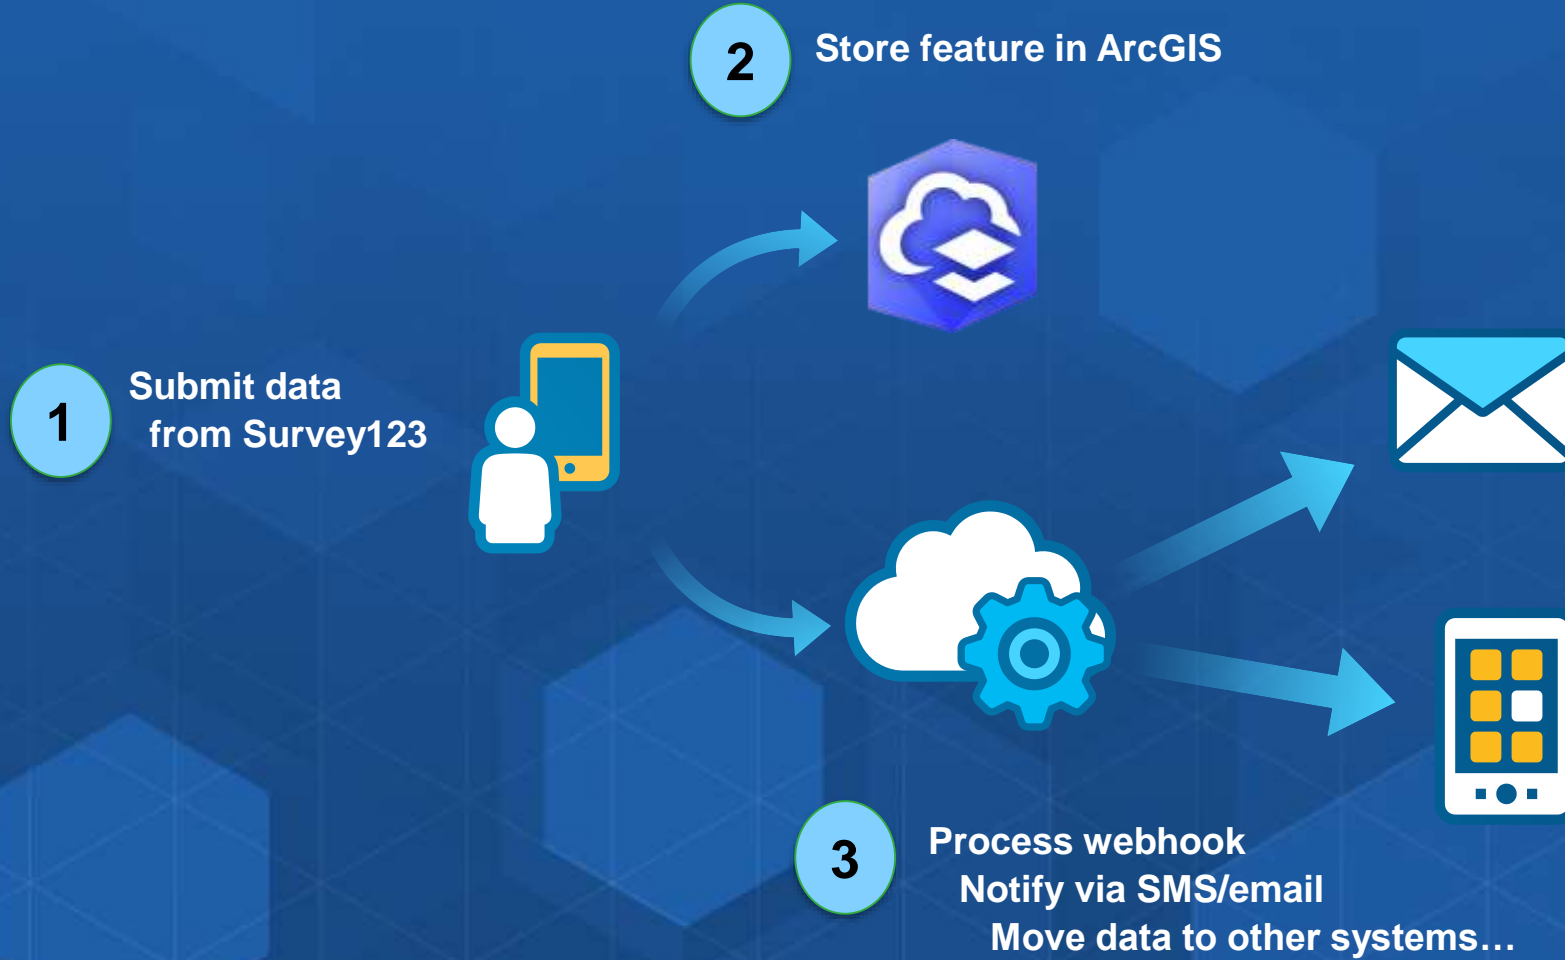 2
Store feature in ArcGIS
1
Submit data
from Survey123
3
Process webhook
Notify via SMS/email
Move data to other systems…